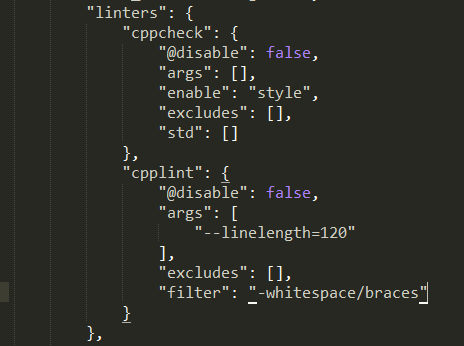 "linters": {
"cppcheck": {
"@disable": false,
"args": [],
"enable": "style",
"excludes": [],
"std": []
},
"cpplint": {
"@disable": false,
"args": [
"--linelength=120"
],
"excludes": [],
"filter": "-whitespace/braces"
}
},